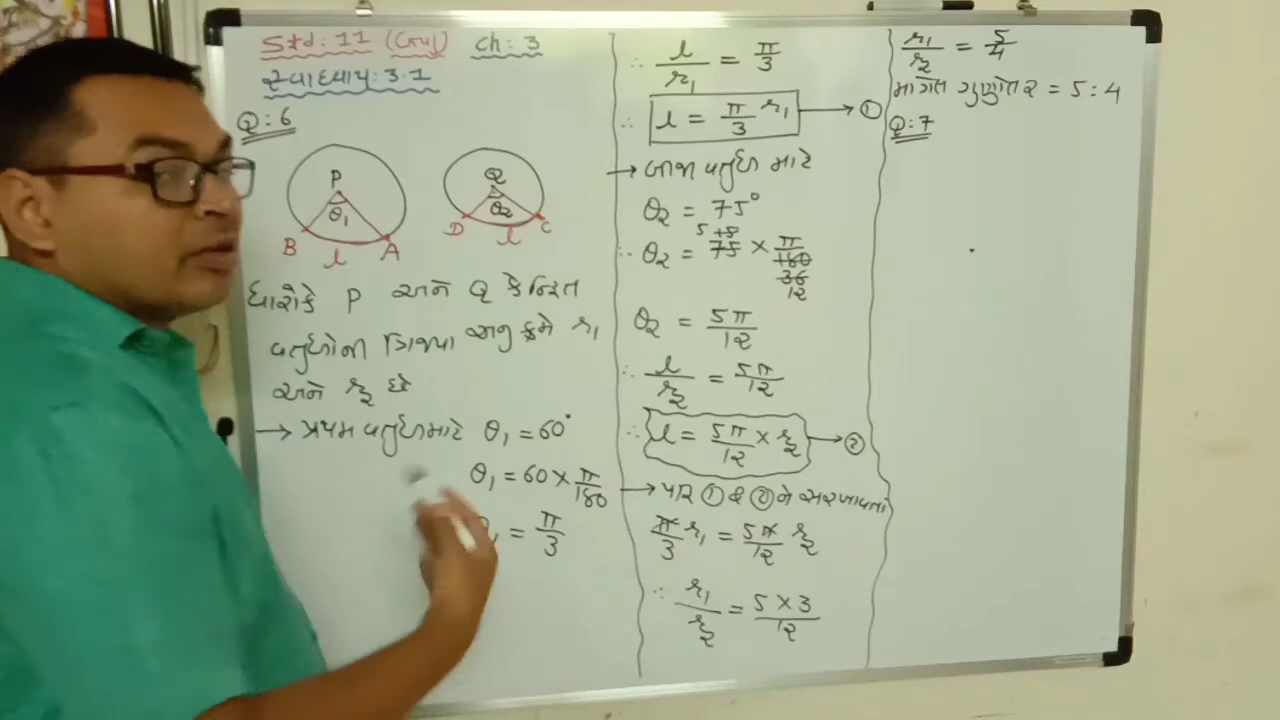 Std: 11 (Guj) Ch: 3
સ્વાધ્યાય: 3.1
Q: 6
P
θ₁
B
l
A
Q
θ₂
D
l
C
ધારોકે P અને Q કેન્દ્રિત
વર્તુળોની ત્રિજ્યા અનુક્રમે r₁
અને r₂ છે
→ પ્રથમ વર્તુળ માટે θ₁ = 60°
θ₁ = 60 × π/180
θ₁ = π/3
∴ l/r₁ = π/3
∴ l = π/3 r₁ → ①
→ બીજા વર્તુળ માટે
θ₂ = 75°
∴ θ₂ = 75 × π/180
36
12
θ₂ = 5π/12
∴ l/r₂ = 5π/12
∴ l = 5π/12 × r₂ → ②
→ પરિ ① & ② ને સરખાવતા
π/3 r₁ = 5π/12 r₂
∴ r₁/r₂ = 5 × 3/12
r₁/r₂ = 5/4
માંગેલ ગુણોત્તર = 5 : 4
Q: 7